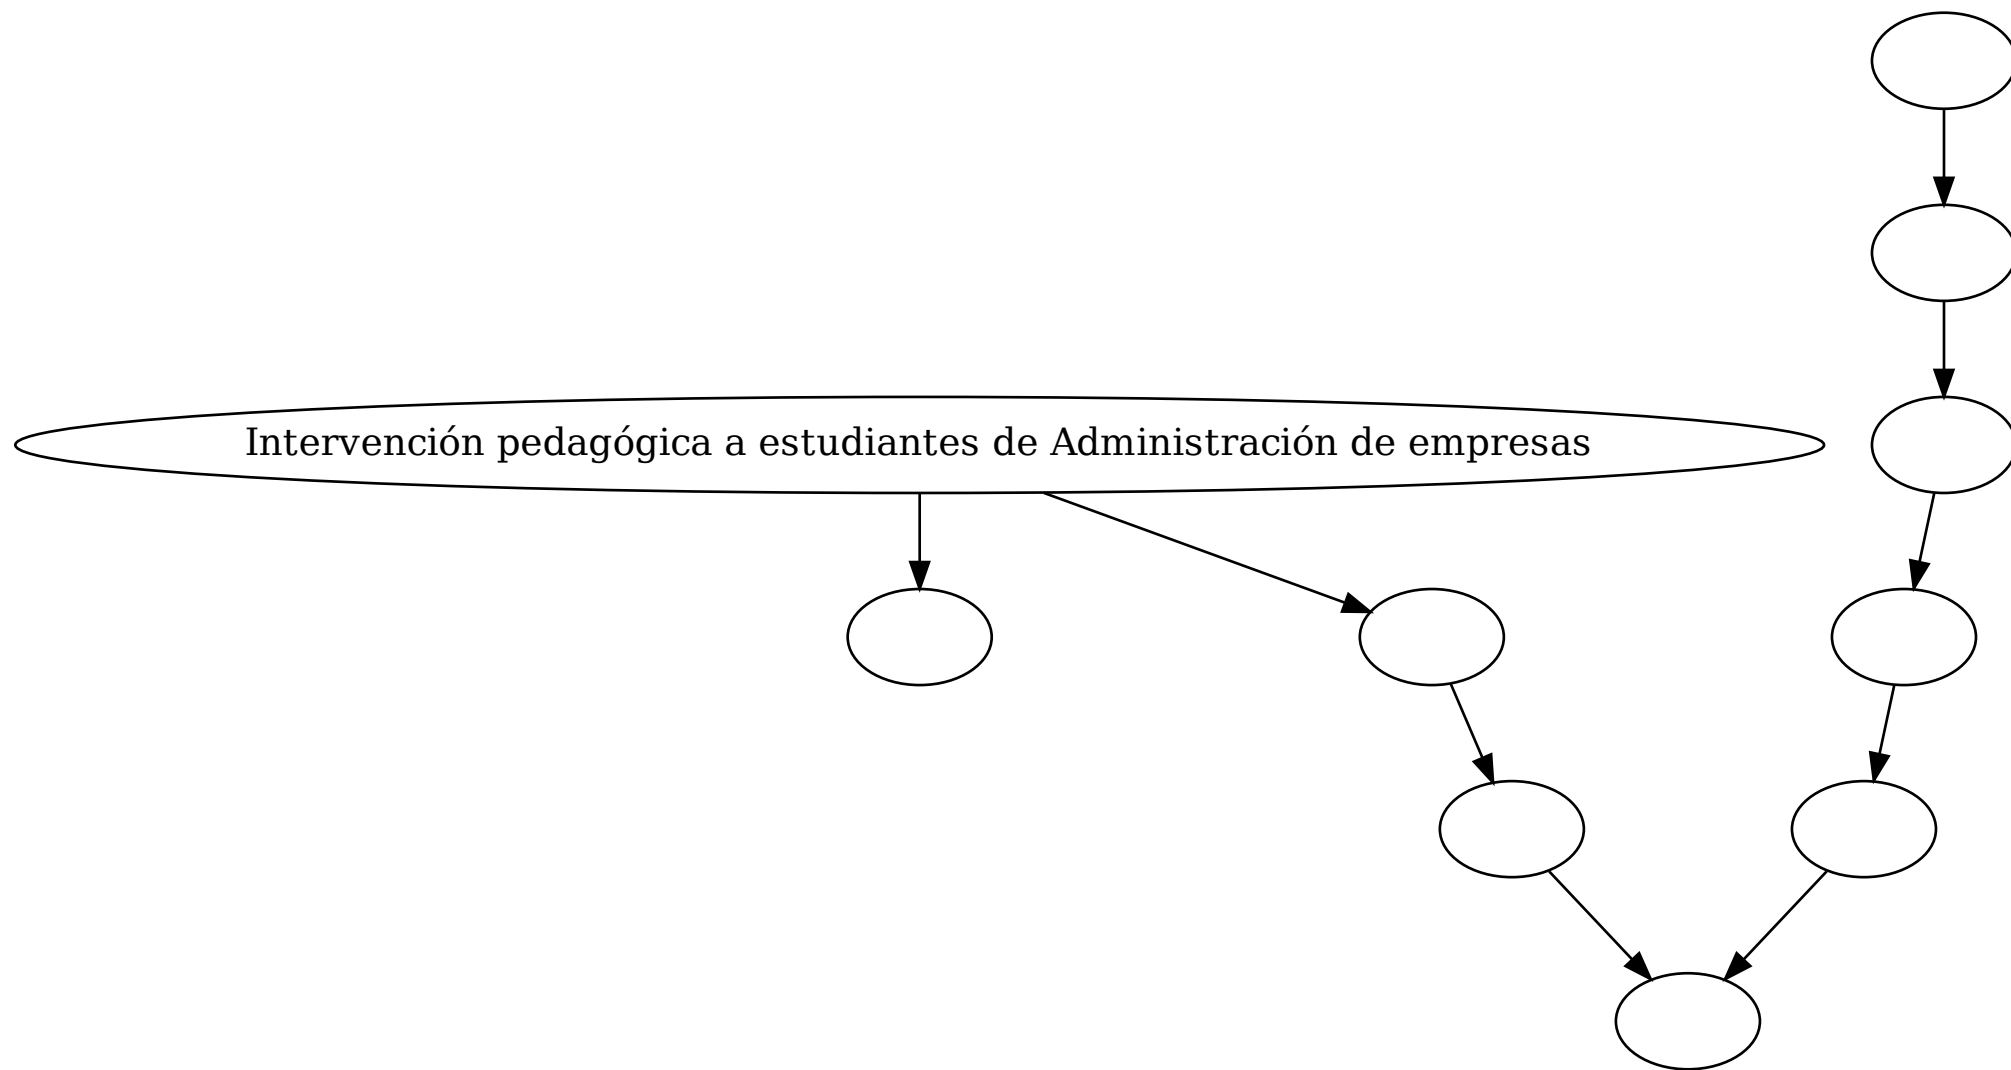 Intervención pedagógica a estudiantes de Administración de empresas